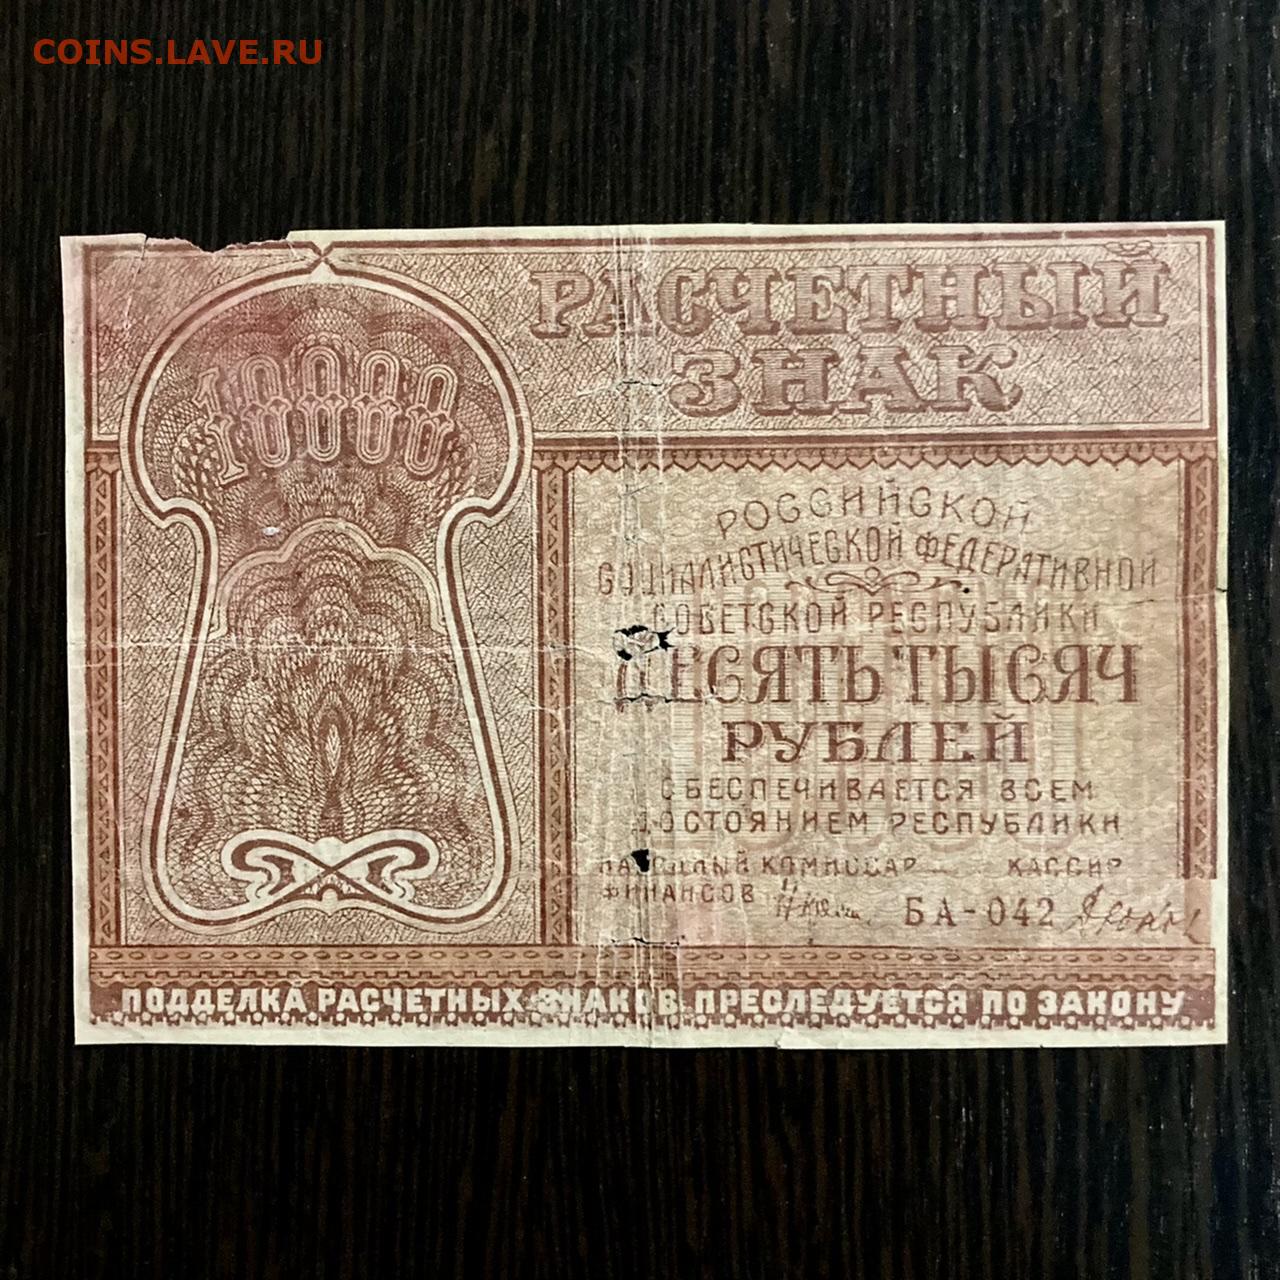 COINS.LAVE.RU
РАСЧЕТНЫЙ
ЗНАК
10000
10000
РОССИЙСКОЙ
СОЦИАЛИСТИЧЕСКОЙ ФЕДЕРАТИВНОЙ
СОВЕТСКОЙ РЕСПУБЛИКИ
ДЕСЯТЬ ТЫСЯЧ
РУБЛЕЙ
ОБЕСПЕЧИВАЕТСЯ ВСЕМ
ДОСТОЯНИЕМ РЕСПУБЛИКИ
НАРОДНЫЙ КОМИССАР КАССИР
ФИНАНСОВ БА-042
ПОДДЕЛКА РАСЧЕТНЫХ ЗНАКОВ ПРЕСЛЕДУЕТСЯ ПО ЗАКОНУ